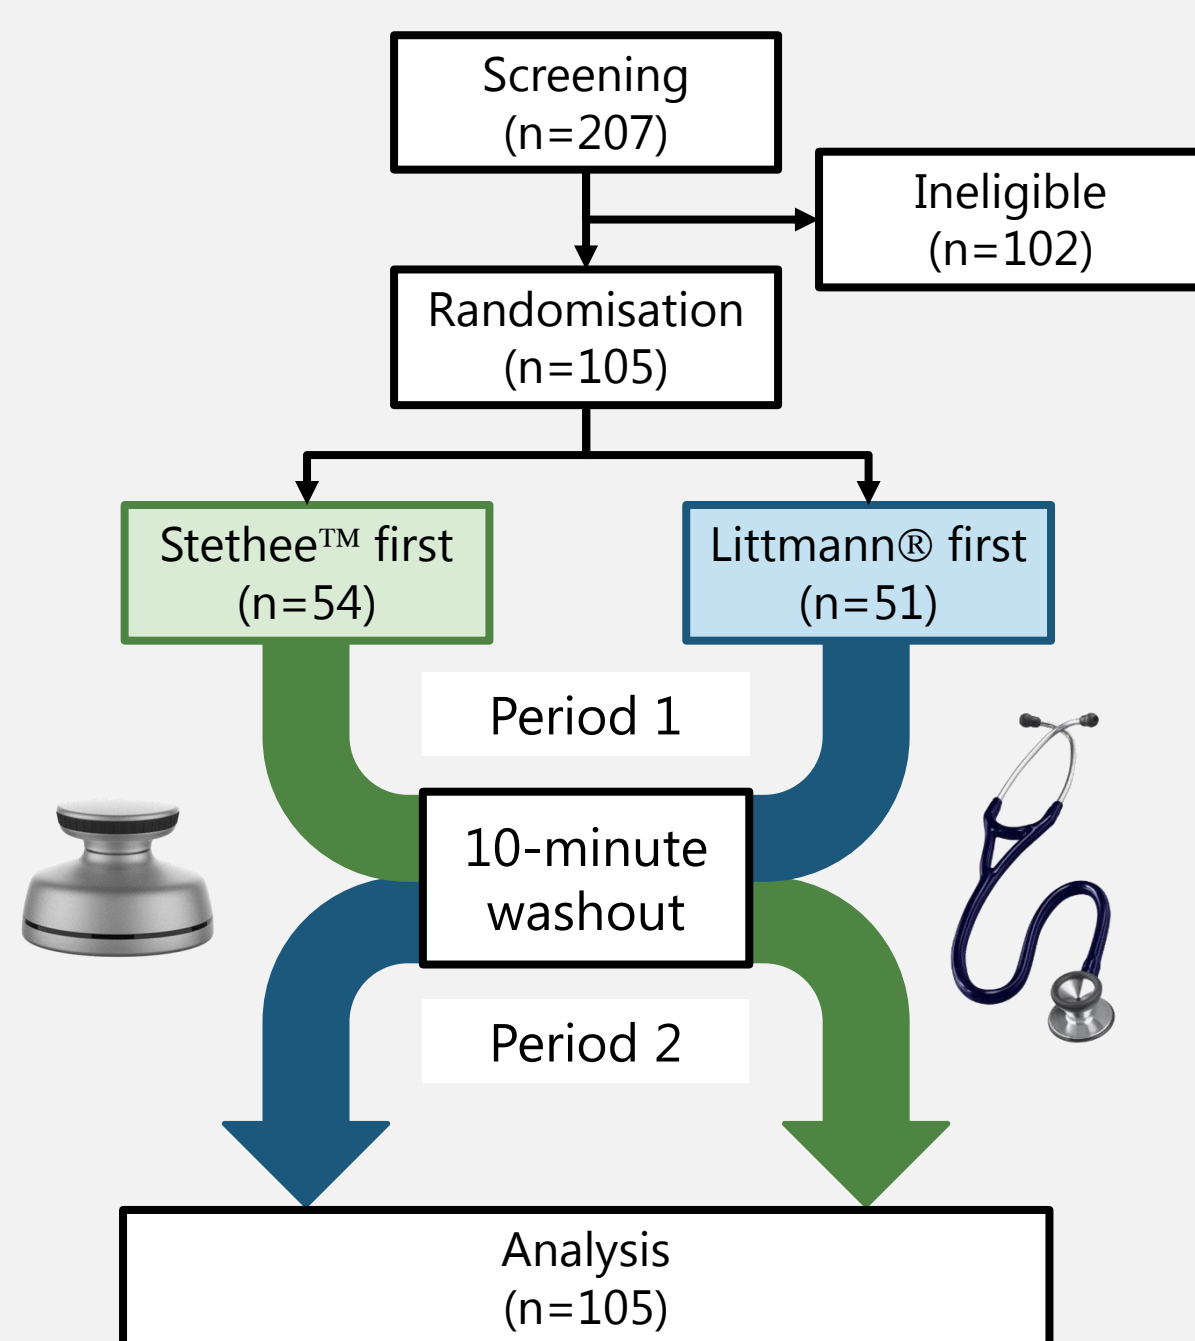 Screening
(n=207)
Ineligible
(n=102)
Randomisation
(n=105)
Stethee™ first
(n=54)
Littmann® first
(n=51)
Period 1
10-minute
washout
Period 2
Analysis
(n=105)